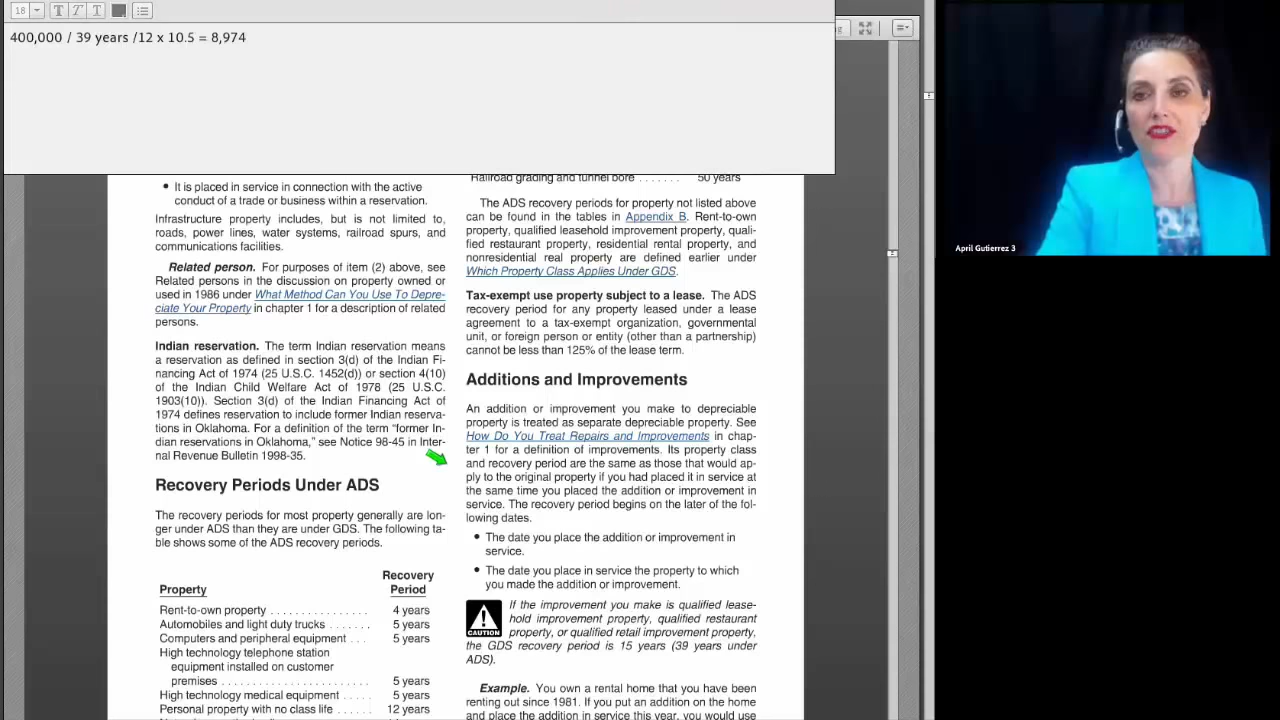 18
400,000 / 39 years /12 x 10.5 = 8,974
It is placed in service in connection with the active
conduct of a trade or business within a reservation.
Infrastructure property includes, but is not limited to,
roads, power lines, water systems, railroad spurs, and
communications facilities.
Related person. For purposes of item (2) above, see
Related persons in the discussion on property owned or
used in 1986 under What Method Can You Use To Depre-
ciate Your Property in chapter 1 for a description of related
persons.
Indian reservation. The term Indian reservation means
a reservation as defined in section 3(d) of the Indian Fi-
nancing Act of 1974 (25 U.S.C. 1452(d)) or section 4(10)
of the Indian Child Welfare Act of 1978 (25 U.S.C.
1903(10)). Section 3(d) of the Indian Financing Act of
1974 defines reservation to include former Indian reserva-
tions in Oklahoma. For a definition of the term “former In-
dian reservations in Oklahoma,” see Notice 98-45 in Inter-
nal Revenue Bulletin 1998-35.
Recovery Periods Under ADS
The recovery periods for most property generally are lon-
ger under ADS than they are under GDS. The following ta-
ble shows some of the ADS recovery periods.
Recovery
Property Period
Rent-to-own property . . . . . . . . . . . . . . . . 4 years
Automobiles and light duty trucks . . . . . . . 5 years
Computers and peripheral equipment . . . 5 years
High technology telephone station
equipment installed on customer
premises . . . . . . . . . . . . . . . . . . . . . . . . 5 years
High technology medical equipment . . . . . 5 years
Personal property with no class life . . . . . . 12 years
Railroad grading and tunnel bore . . . . . . . 50 years
The ADS recovery periods for property not listed above
can be found in the tables in Appendix B. Rent-to-own
property, qualified leasehold improvement property, quali-
fied restaurant property, residential rental property, and
nonresidential real property are defined earlier under
Which Property Class Applies Under GDS.
Tax-exempt use property subject to a lease. The ADS
recovery period for any property leased under a lease
agreement to a tax-exempt organization, governmental
unit, or foreign person or entity (other than a partnership)
cannot be less than 125% of the lease term.
Additions and Improvements
An addition or improvement you make to depreciable
property is treated as separate depreciable property. See
How Do You Treat Repairs and Improvements in chap-
ter 1 for a definition of improvements. Its property class
and recovery period are the same as those that would ap-
ply to the original property if you had placed it in service at
the same time you placed the addition or improvement in
service. The recovery period begins on the later of the fol-
lowing dates.
The date you place the addition or improvement in
service.
The date you place in service the property to which
you made the addition or improvement.
If the improvement you make is qualified lease-
hold improvement property, qualified restaurant
CAUTION property, or qualified retail improvement property,
the GDS recovery period is 15 years (39 years under
ADS).
Example. You own a rental home that you have been
renting out since 1981. If you put an addition on the home
and place the addition in service this year, you would use
April Gutierrez 3